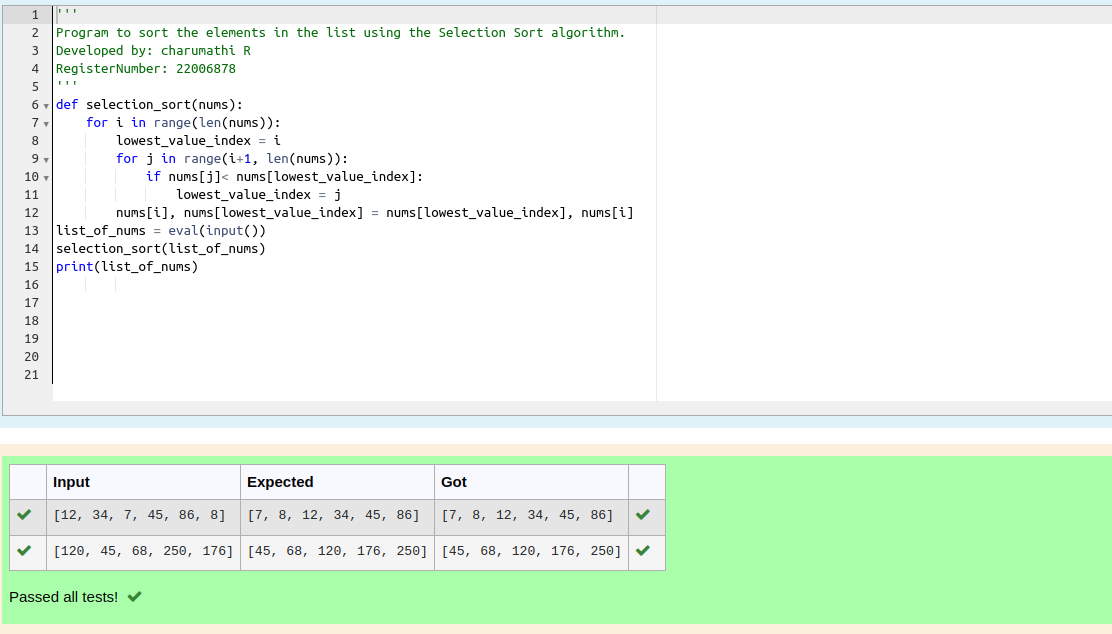 1 '''
2 Program to sort the elements in the list using the Selection Sort algorithm.
3 Developed by: charumathi R
4 RegisterNumber: 22006878
5 '''
6 def selection_sort(nums):
7     for i in range(len(nums)):
8         lowest_value_index = i
9         for j in range(i+1, len(nums)):
10             if nums[j]< nums[lowest_value_index]:
11                 lowest_value_index = j
12         nums[i], nums[lowest_value_index] = nums[lowest_value_index], nums[i]
13 list_of_nums = eval(input())
14 selection_sort(list_of_nums)
15 print(list_of_nums)
16
17
18
19
20
21
Input Expected Got
[12, 34, 7, 45, 86, 8] [7, 8, 12, 34, 45, 86] [7, 8, 12, 34, 45, 86]
[120, 45, 68, 250, 176] [45, 68, 120, 176, 250] [45, 68, 120, 176, 250]
Passed all tests!